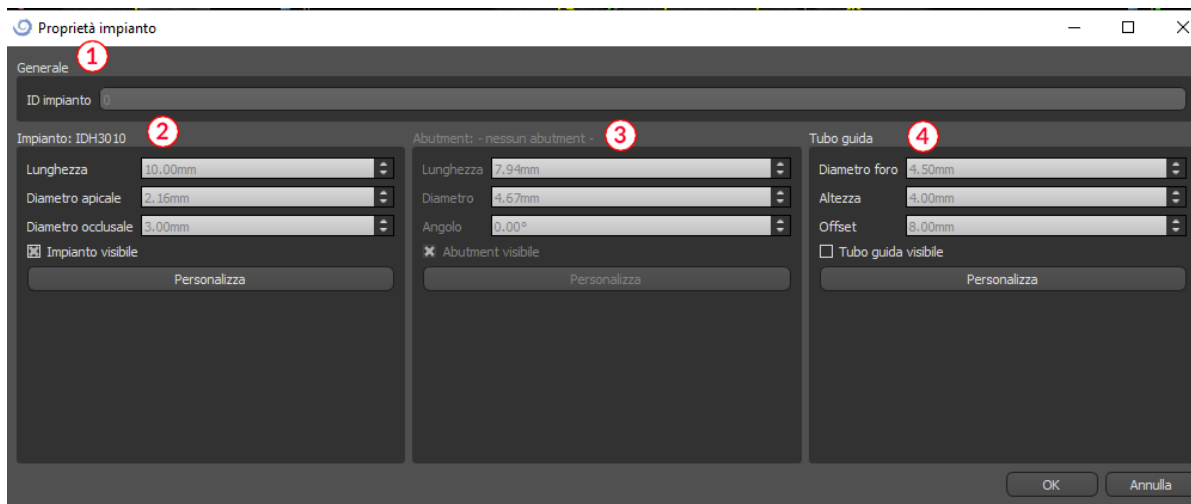 Proprietà impianto
Generale 1
ID impianto 0
Impianto: IDH3010 2
Lunghezza 10.00mm
Diametro apicale 2.16mm
Diametro occlusale 3.00mm
Impianto visibile
Personalizza
Abutment: - nessun abutment - 3
Lunghezza 7.94mm
Diametro 4.67mm
Angolo 0.00°
Abutment visibile
Personalizza
Tubo guida 4
Diametro foro 4.50mm
Altezza 4.00mm
Offset 8.00mm
Tubo guida visibile
Personalizza
OK Annulla